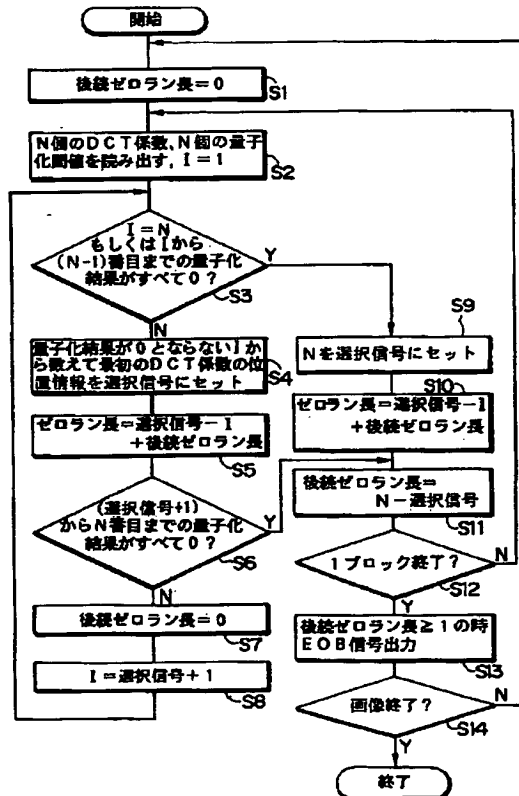 開始
後続ゼロラン長=0
S1
N個のDCT係数、N個の量子
化閾値を読み出す, I=1
S2
I=N
もしくはIから
(N-1)番目までの量子化
結果がすべて0?
Y
S3
N
量子化結果が0とならないIから
数えて最初のDCT係数の位
置情報を選択信号にセット
S4
ゼロラン長=選択信号-1
+後続ゼロラン長
S5
(選択信号+1)
からN番目までの量子化
結果がすべて0?
Y
S6
N
後続ゼロラン長=0
S7
I=選択信号+1
S8
S9
Nを選択信号にセット
S10
ゼロラン長=選択信号-1
+後続ゼロラン長
後続ゼロラン長=
N-選択信号
S11
1ブロック終了?
N
S12
Y
後続ゼロラン長≥1の時
EOB信号出力
S13
画像終了?
N
S14
Y
終了